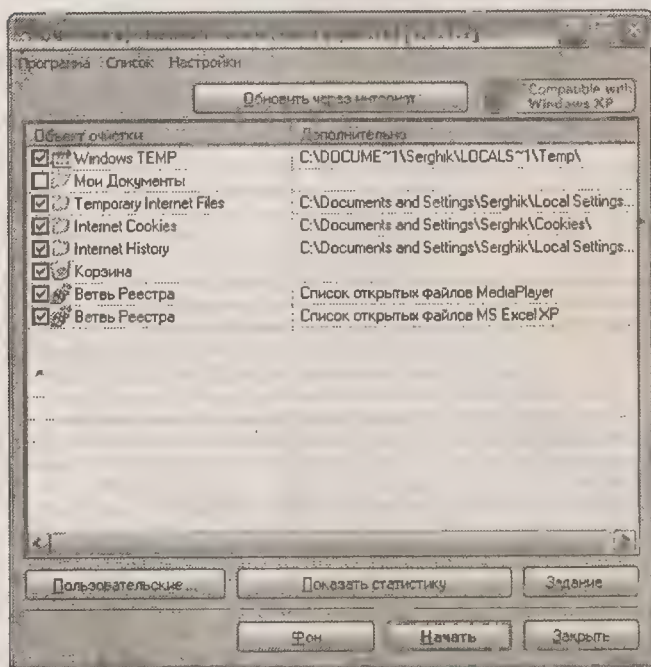 Программа Список Настройки
Обновить через интернет
Compatible with
Windows XP
Объект очистки Дополнительно
Windows TEMP C:\DOCUME~1\Serghik\LOCALS~1\Temp\
Мои Документы
Temporary Internet Files C:\Documents and Settings\Serghik\Local Settings...
Internet Cookies C:\Documents and Settings\Serghik\Cookies\
Internet History C:\Documents and Settings\Serghik\Local Settings...
Корзина
Ветвь Реестра Список открытых файлов MediaPlayer
Ветвь Реестра Список открытых файлов MS Excel XP
Пользовательские ... Показать статистику Задание
Фон Начать Закрыть